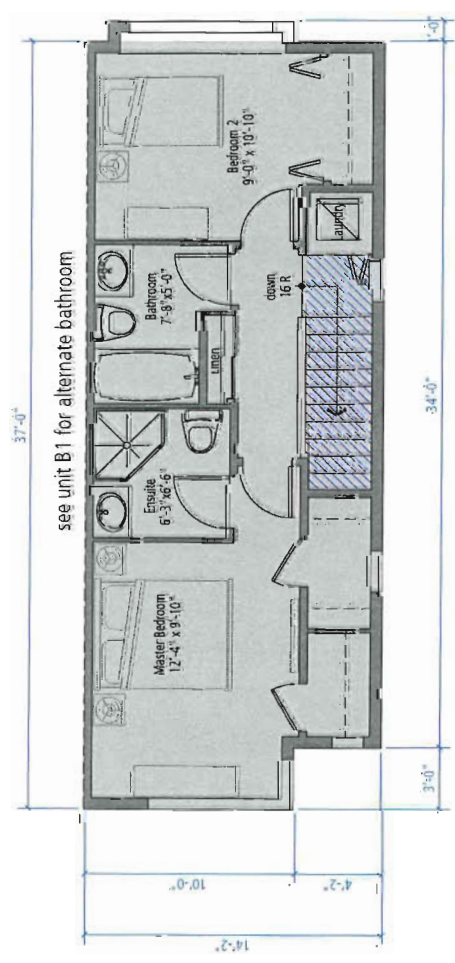 37'-0"
see unit B1 for alternate bathroom
1'-0"
34'-0"
3'-0"
Bedroom 2
9'-0" x 10'-10"
Bathroom
7'-8"x5'-0"
Laundry
down
16 R
Linen
Ensuite
6'-3"x6'-6"
Master Bedroom
12'-4" x 9'-10"
10'-0"
4'-2"
14'-2"